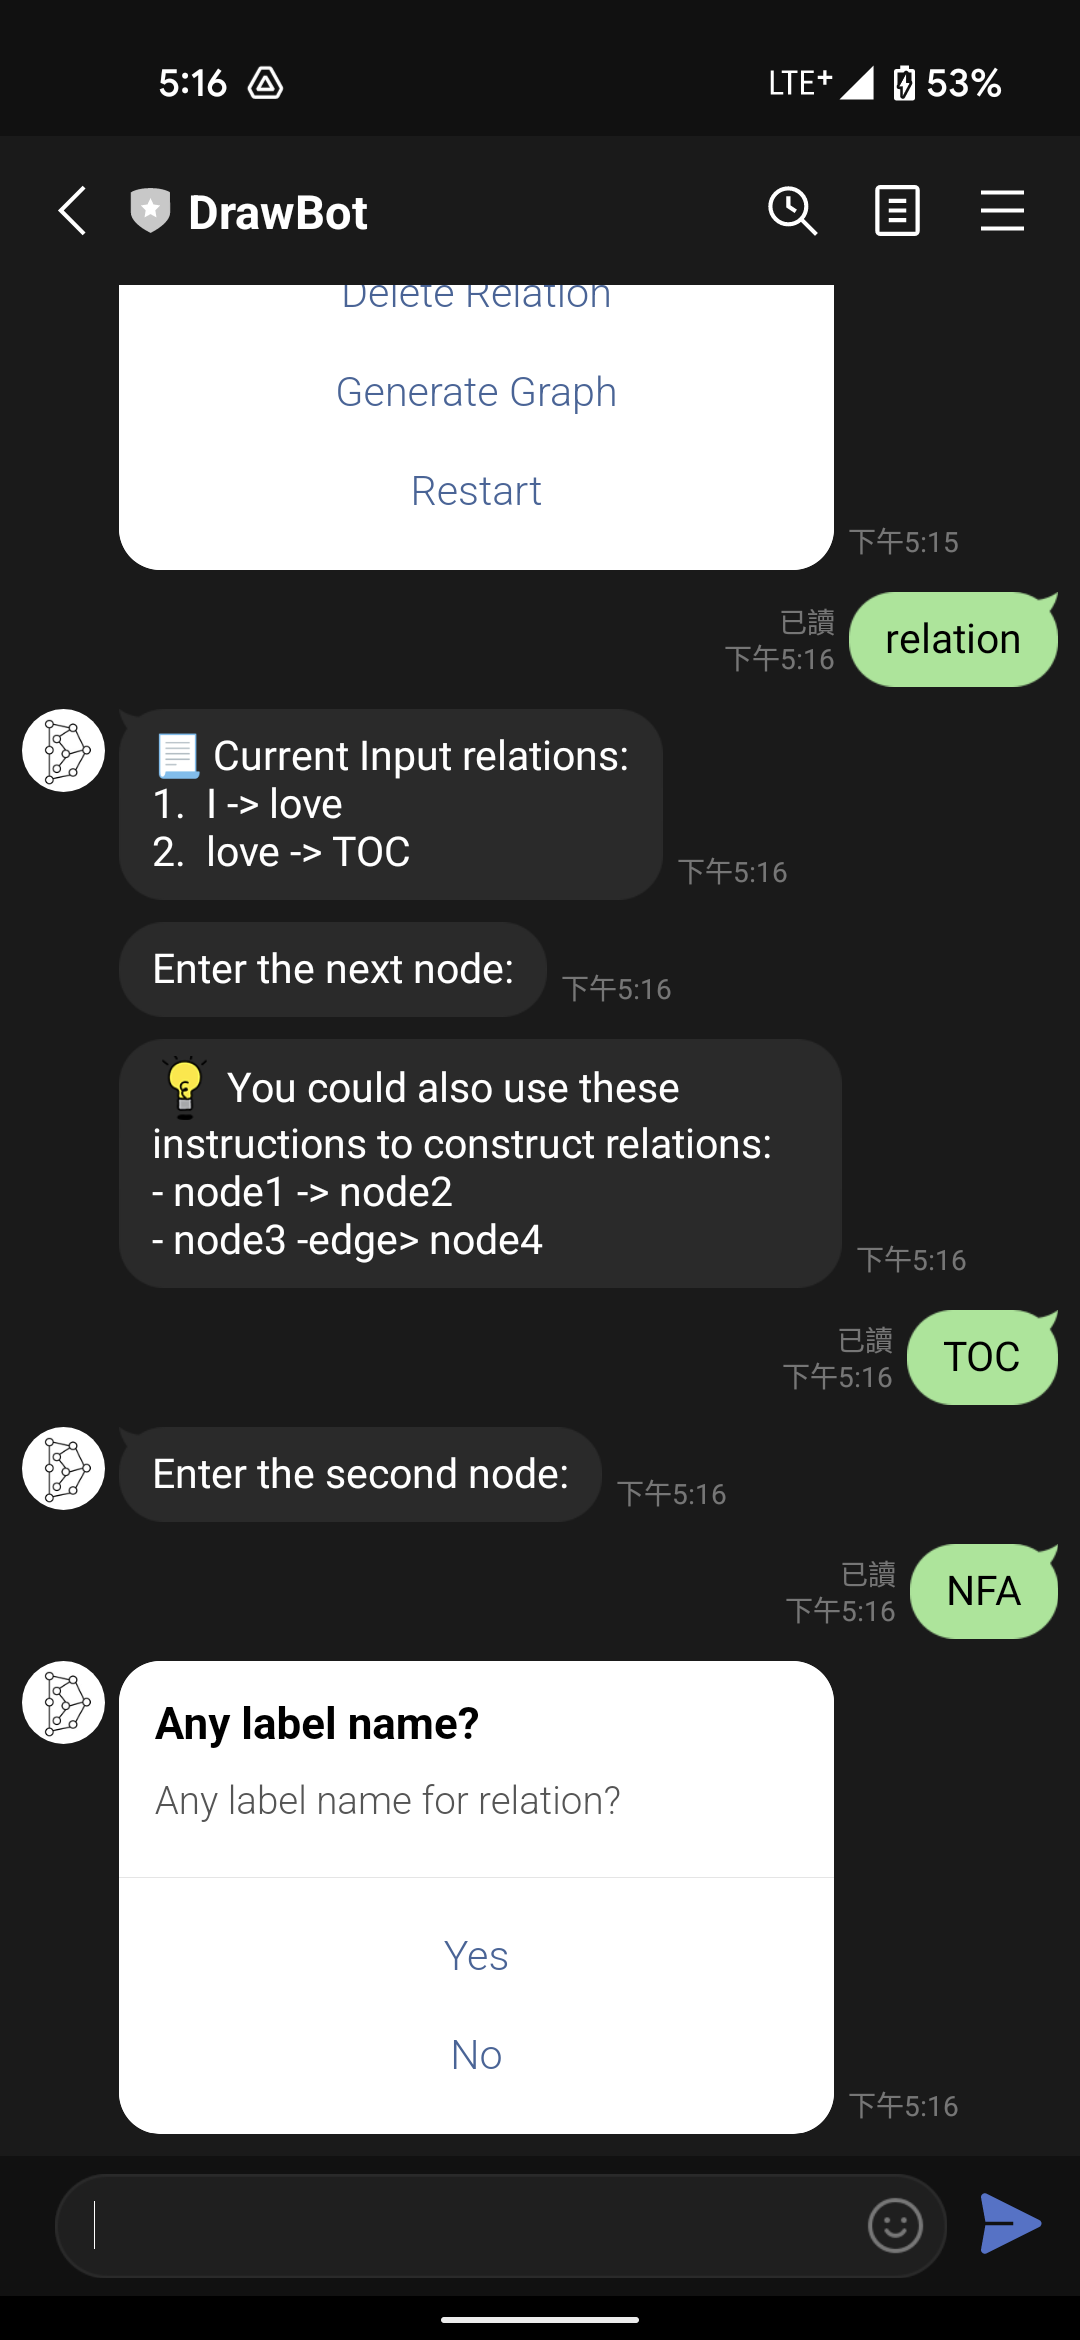 5:16
LTE+
53%
DrawBot
Delete Relation
Generate Graph
Restart
下午5:15
已讀
下午5:16
relation
Current Input relations:
1. I -> love
2. love -> TOC
下午5:16
Enter the next node:
下午5:16
You could also use these
instructions to construct relations:
- node1 -> node2
- node3 -edge> node4
下午5:16
已讀
下午5:16
TOC
Enter the second node:
下午5:16
已讀
下午5:16
NFA
Any label name?
Any label name for relation?
Yes
No
下午5:16